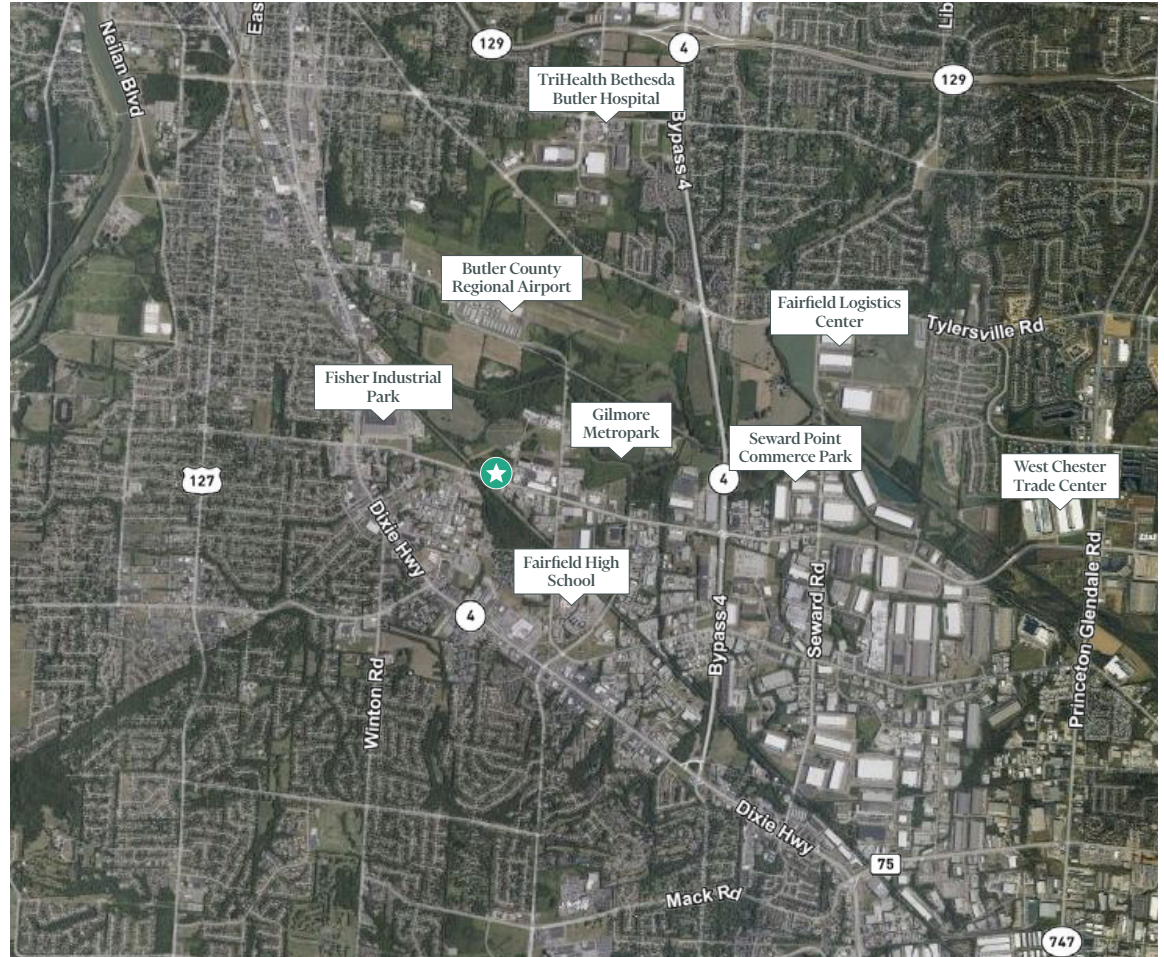 Neilan Blvd
Eas
129
4
Lib
TriHealth Bethesda
Butler Hospital
129
Bypass 4
Butler County
Regional Airport
Fairfield Logistics
Center
Tylersville Rd
Fisher Industrial
Park
Gilmore
Metropark
Seward Point
Commerce Park
West Chester
Trade Center
127
4
Dixie Hwy
Fairfield High
School
4
Bypass 4
Seward Rd
Princeton Glendale Rd
Winton Rd
Dixie Hwy
75
Mack Rd
747